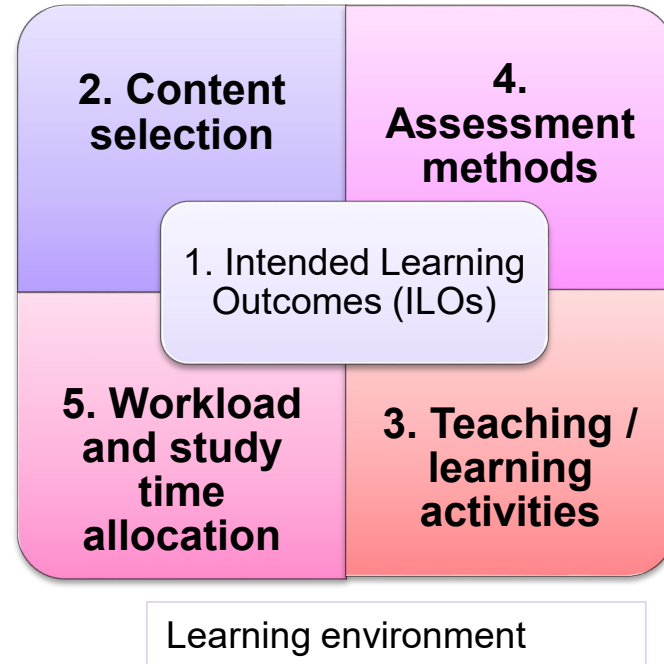 2. Content
selection
4.
Assessment
methods
1. Intended Learning
Outcomes (ILOs)
5. Workload
and study
time
allocation
3. Teaching /
learning
activities
Learning environment